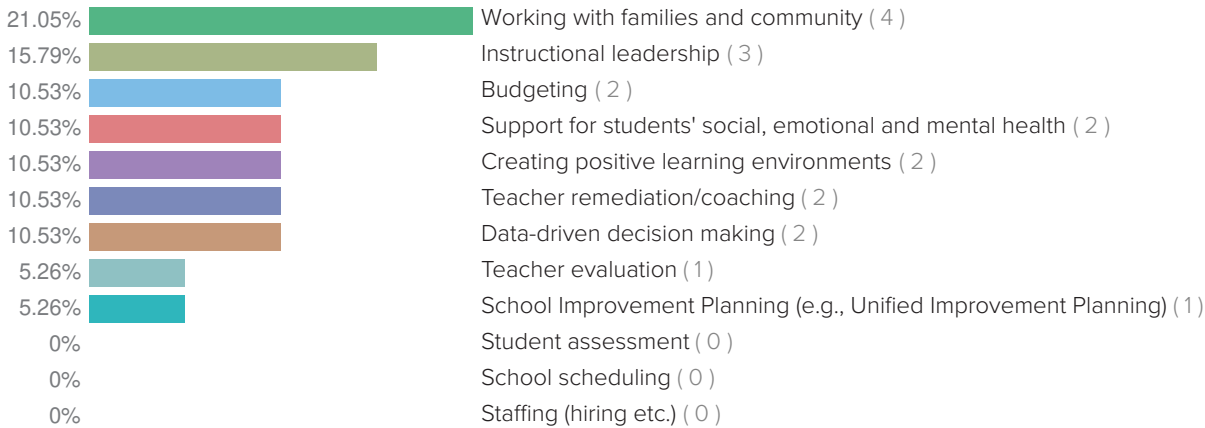 21.05% Working with families and community ( 4 )
15.79% Instructional leadership ( 3 )
10.53% Budgeting ( 2 )
10.53% Support for students' social, emotional and mental health ( 2 )
10.53% Creating positive learning environments ( 2 )
10.53% Teacher remediation/coaching ( 2 )
10.53% Data-driven decision making ( 2 )
5.26% Teacher evaluation ( 1 )
5.26% School Improvement Planning (e.g., Unified Improvement Planning) ( 1 )
0% Student assessment ( 0 )
0% School scheduling ( 0 )
0% Staffing (hiring etc.) ( 0 )